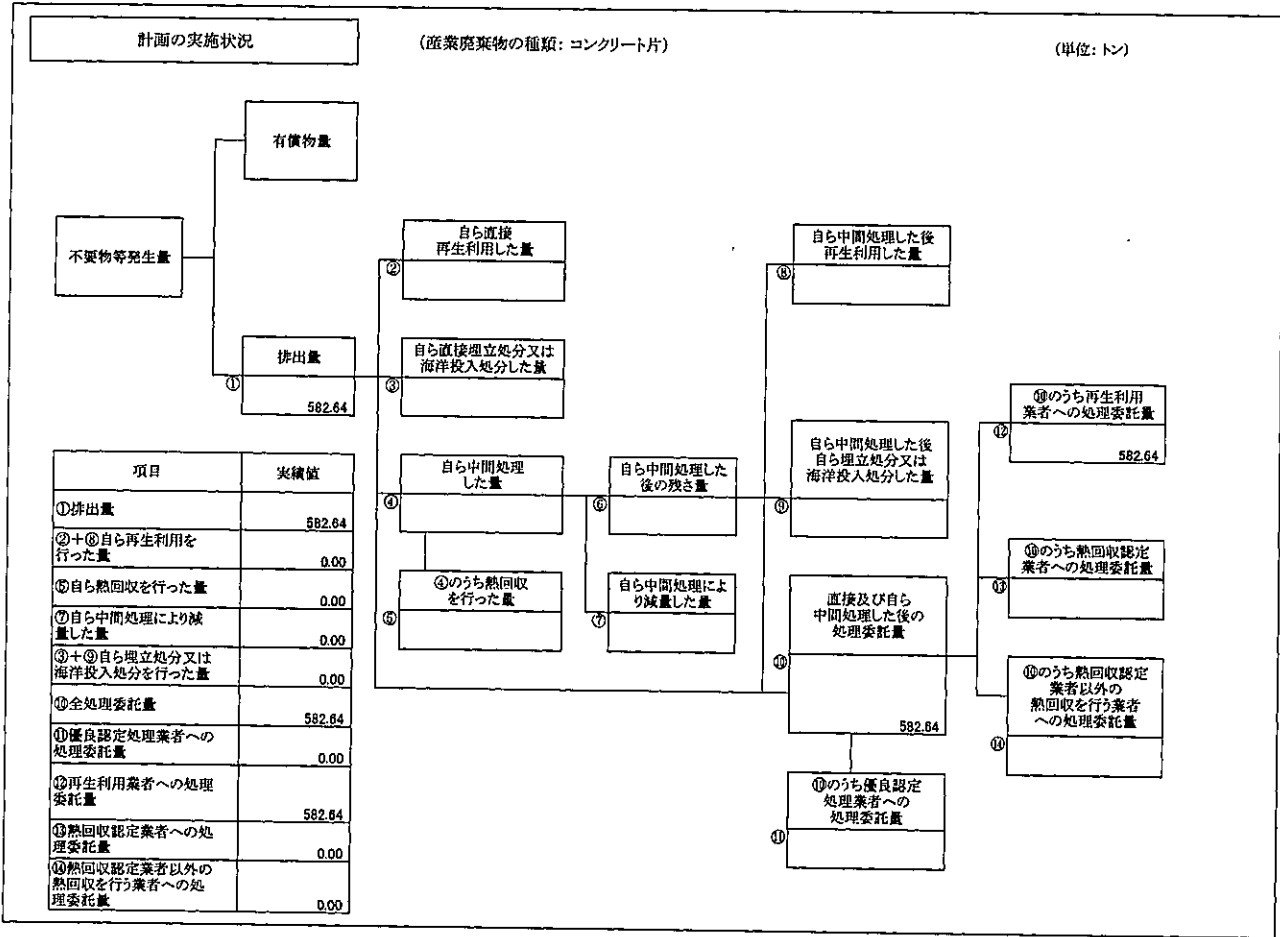 計画の実施状況
(産業廃棄物の種類: コンクリート片)
(単位: トン)
有償物量
不要物等発生量
排出量
①
582.64
自ら直接
再生利用した量
②
自ら直接埋立処分又は
海洋投入処分した量
③
自ら中間処理
した量
④
④のうち熱回収
を行った量
⑤
自ら中間処理した
後の残さ量
⑥
自ら中間処理によ
り減量した量
⑦
自ら中間処理した後
再生利用した量
⑧
自ら中間処理した後
自ら埋立処分又は
海洋投入処分した量
⑨
直接及び自ら
中間処理した後の
処理委託量
⑩
582.64
⑩のうち優良認定
処理業者への
処理委託量
⑪
⑩のうち再生利用
業者への処理委託量
⑫
582.64
⑩のうち熱回収認定
業者への処理委託量
⑬
⑩のうち熱回収認定
業者以外の
熱回収を行う業者
への処理委託量
⑭
項目 実績値
①排出量
582.64
②+⑧自ら再生利用を
行った量 0.00
⑤自ら熱回収を行った量 0.00
⑦自ら中間処理により減
量した量 0.00
③+⑨自ら埋立処分又は
海洋投入処分を行った量 0.00
⑩全処理委託量 582.64
⑪優良認定処理業者への
処理委託量 0.00
⑫再生利用業者への処理
委託量 582.64
⑬熱回収認定業者への処
理委託量 0.00
⑭熱回収認定業者以外の
熱回収を行う業者への処
理委託量 0.00